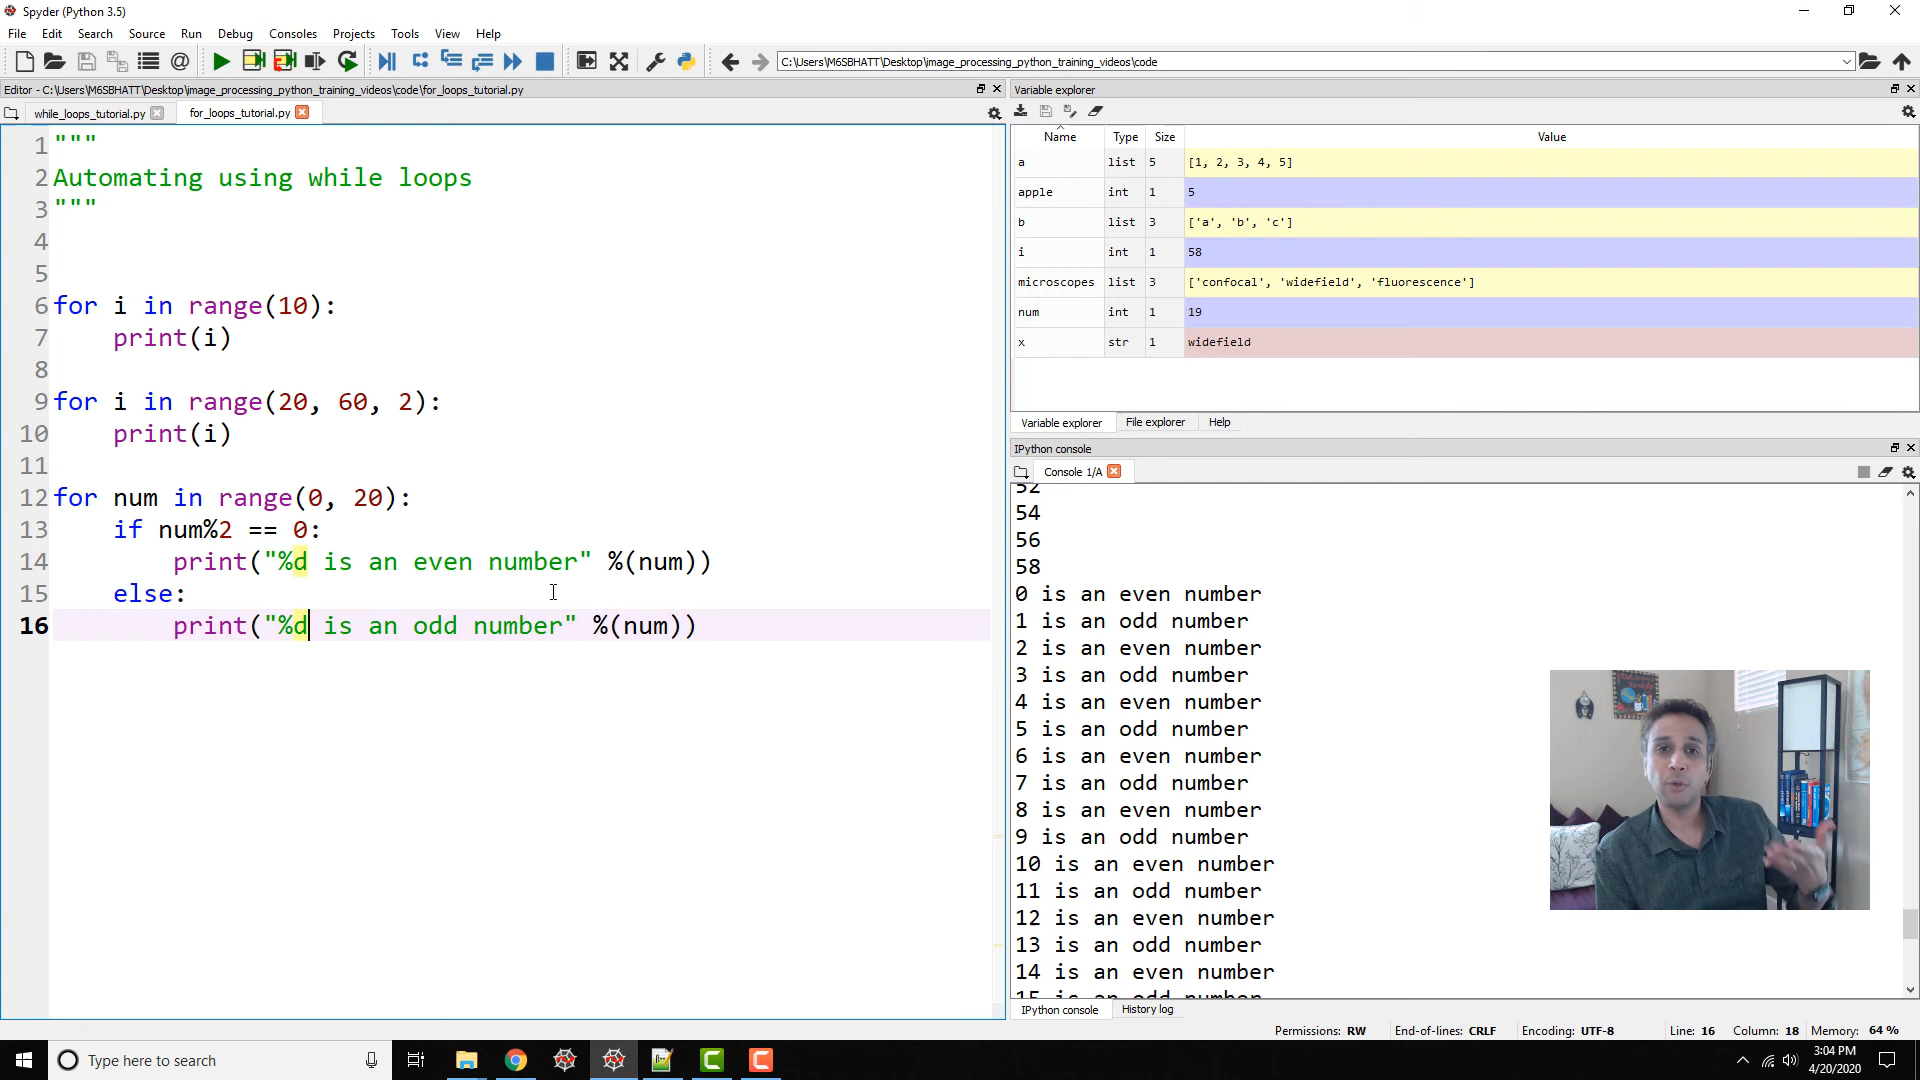 Spyder (Python 3.5)
File Edit Search Source Run Debug Consoles Projects Tools View Help
C:\Users\M6SBHATT\Desktop\image_processing_python_training_videos\code
Editor - C:\Users\M6SBHATT\Desktop\image_processing_python_training_videos\code\for_loops_tutorial.py
while_loops_tutorial.py for_loops_tutorial.py
1 """
2 Automating using while loops
3 """
4
5
6 for i in range(10):
7 print(i)
8
9 for i in range(20, 60, 2):
10 print(i)
11
12 for num in range(0, 20):
13 if num%2 == 0:
14 print("%d is an even number" %(num))
15 else:
16 print("%d is an odd number" %(num))
Variable explorer
Name Type Size Value
a list 5 [1, 2, 3, 4, 5]
apple int 1 5
b list 3 ['a', 'b', 'c']
i int 1 58
microscopes list 3 ['confocal', 'widefield', 'fluorescence']
num int 1 19
x str 1 widefield
Variable explorer File explorer Help
IPython console
Console 1/A
52
54
56
58
0 is an even number
1 is an odd number
2 is an even number
3 is an odd number
4 is an even number
5 is an odd number
6 is an even number
7 is an odd number
8 is an even number
9 is an odd number
10 is an even number
11 is an odd number
12 is an even number
13 is an odd number
14 is an even number
15 is an odd number
IPython console History log
Permissions: RW End-of-lines: CRLF Encoding: UTF-8 Line: 16 Column: 18 Memory: 64 %
Type here to search
3:04 PM
4/20/2020